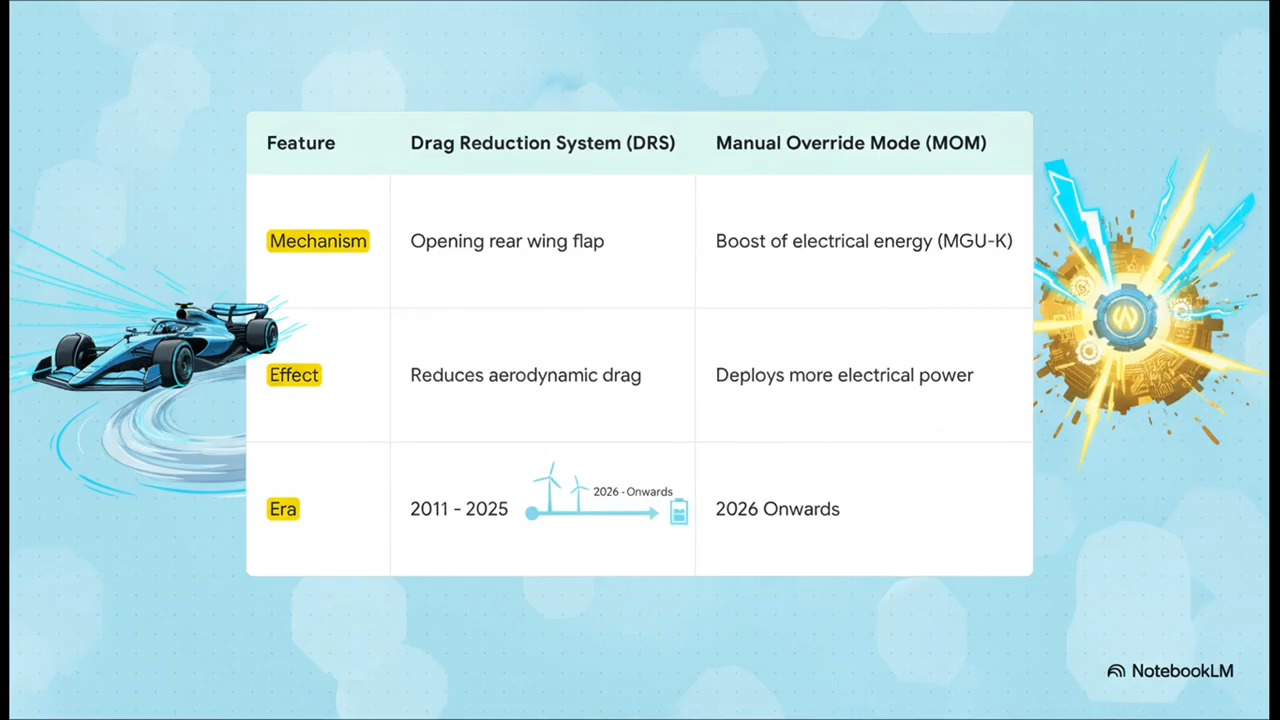 Feature Drag Reduction System (DRS) Manual Override Mode (MOM)
Mechanism Opening rear wing flap Boost of electrical energy (MGU-K)
Effect Reduces aerodynamic drag Deploys more electrical power
Era 2011 - 2025 2026 - Onwards 2026 Onwards
NotebookLM